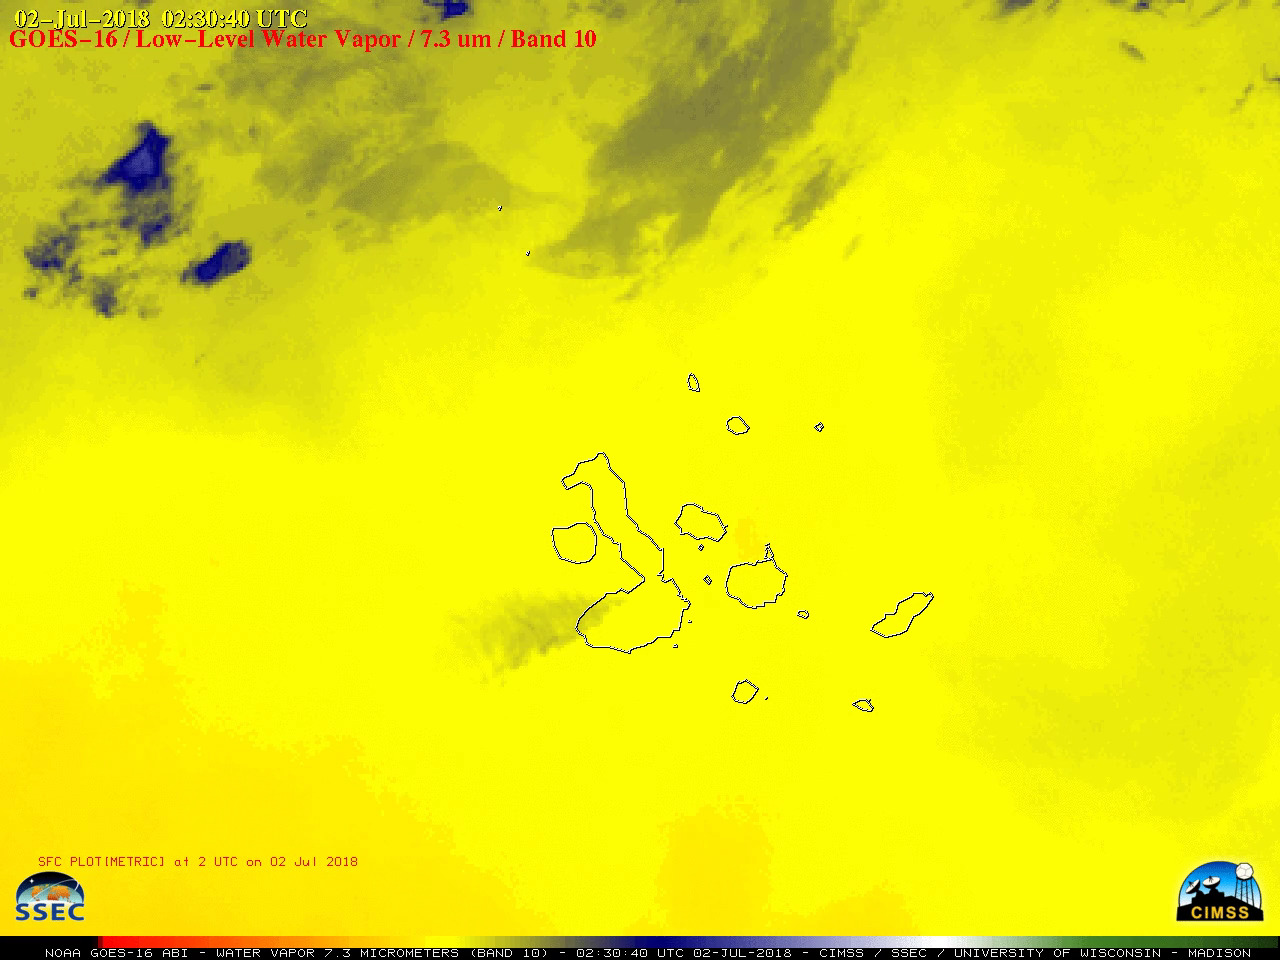 02-Jul-2018 02:30:40 UTC
GOES-16 / Low-Level Water Vapor / 7.3 um / Band 10
SFC PLOT[METRIC] at 2 UTC on 02 Jul 2018
SSEC
CIMSS
NOAA GOES-16 ABI - WATER VAPOR 7.3 MICROMETERS (BAND 10) - 02:30:40 UTC 02-JUL-2018 - CIMSS / SSEC / UNIVERSITY OF WISCONSIN - MADISON